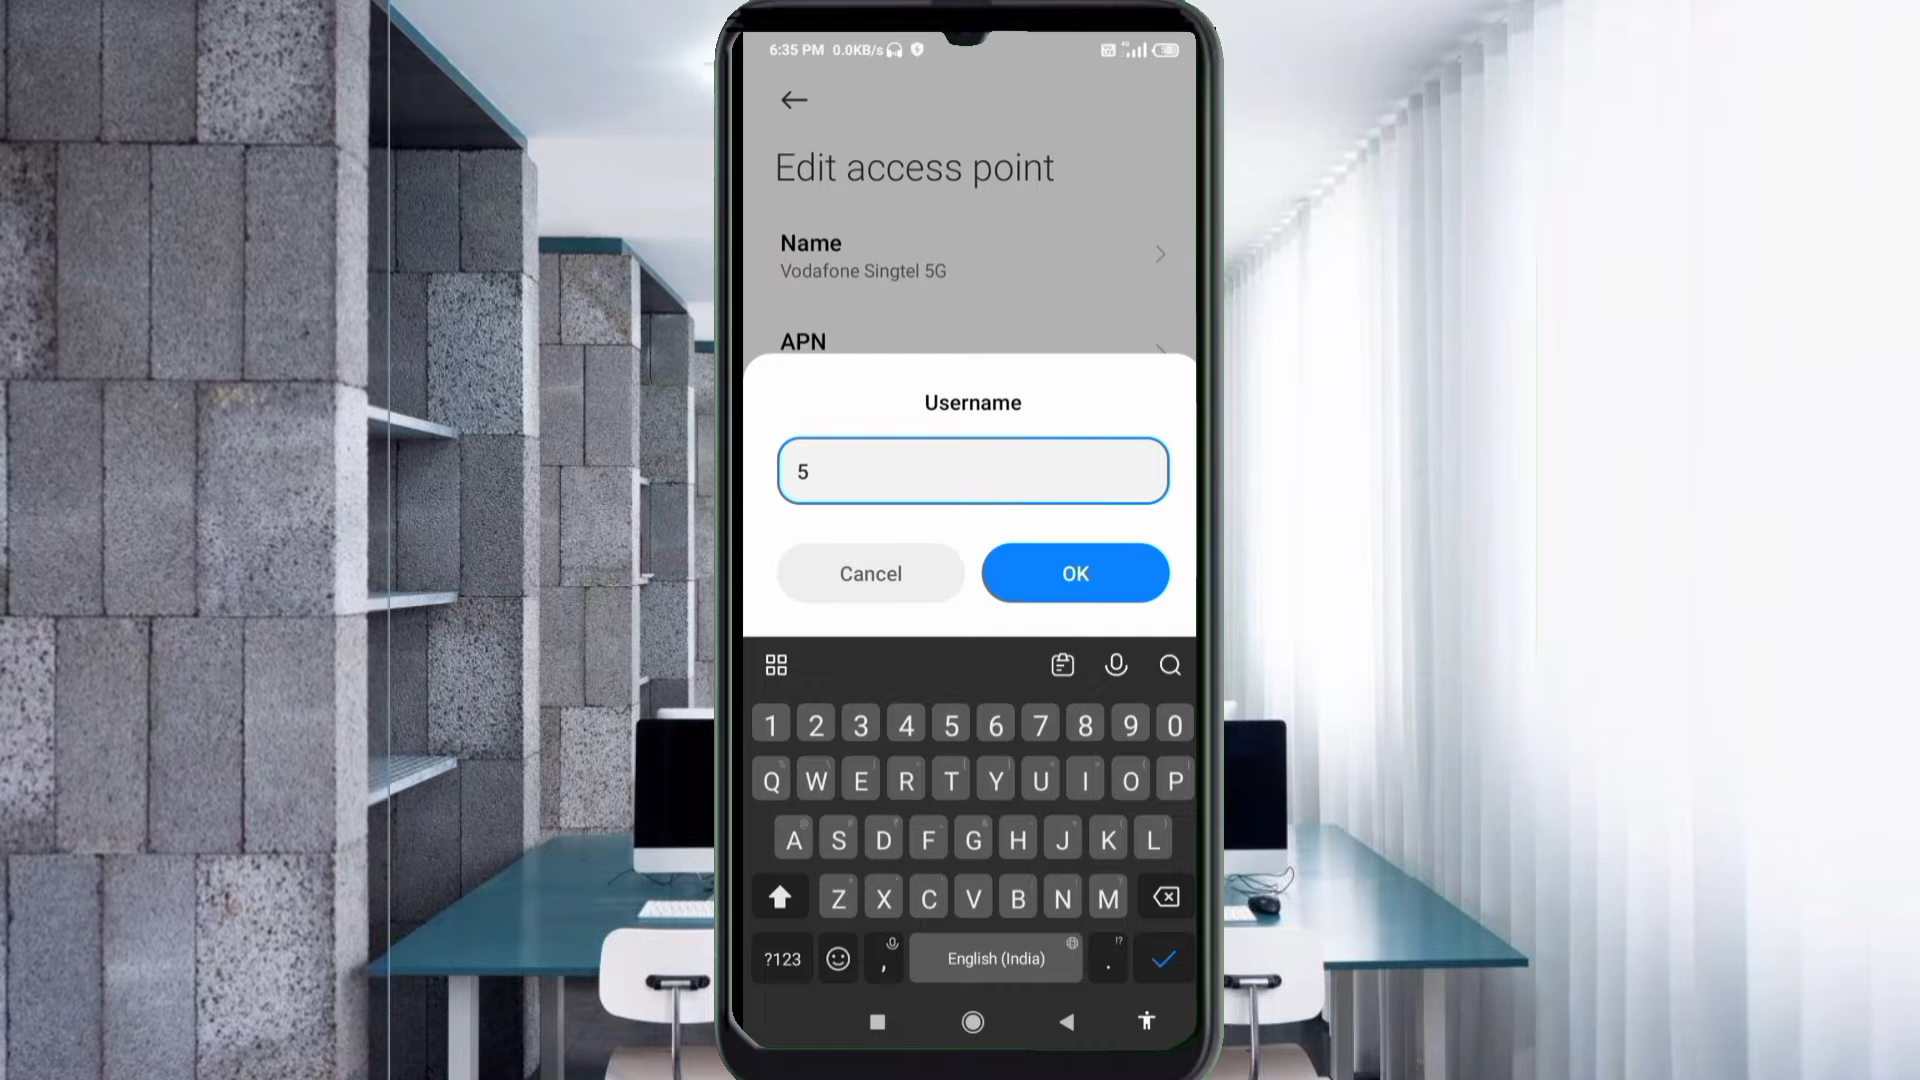 6:35 PM 0.0KB/s
Edit access point
Name
Vodafone Singtel 5G
APN
Username
5
Cancel OK
1 2 3 4 5 6 7 8 9 0
Q W E R T Y U I O P
A S D F G H J K L
Z X C V B N M
?123 , English (India) .